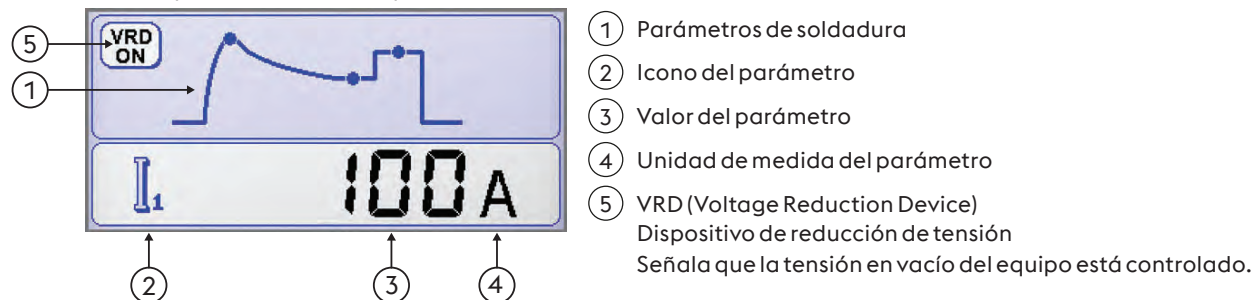 VRD
ON
5
1
I1
100 A
2
3
4
1 Parámetros de soldadura
2 Icono del parámetro
3 Valor del parámetro
4 Unidad de medida del parámetro
5 VRD (Voltage Reduction Device)
Dispositivo de reducción de tensión
Señala que la tensión en vacío del equipo está controlado.